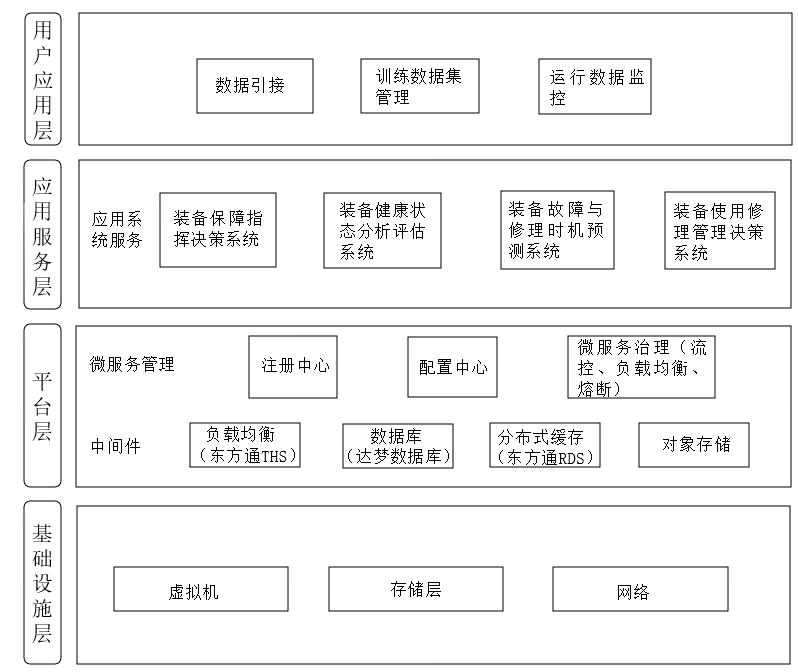 用户应用层
数据引接
训练数据集
管理
运行数据监
控
应用服务层
应用系
统服务
装备保障指
挥决策系统
装备健康状
态分析评估
系统
装备故障与
修理时机预
测系统
装备使用修
理管理决策
系统
平台层
微服务管理
注册中心
配置中心
微服务治理（流
控、负载均衡、
熔断）
中间件
负载均衡
（东方通THS）
数据库
（达梦数据库）
分布式缓存
（东方通RDS）
对象存储
基础设施层
虚拟机
存储层
网络